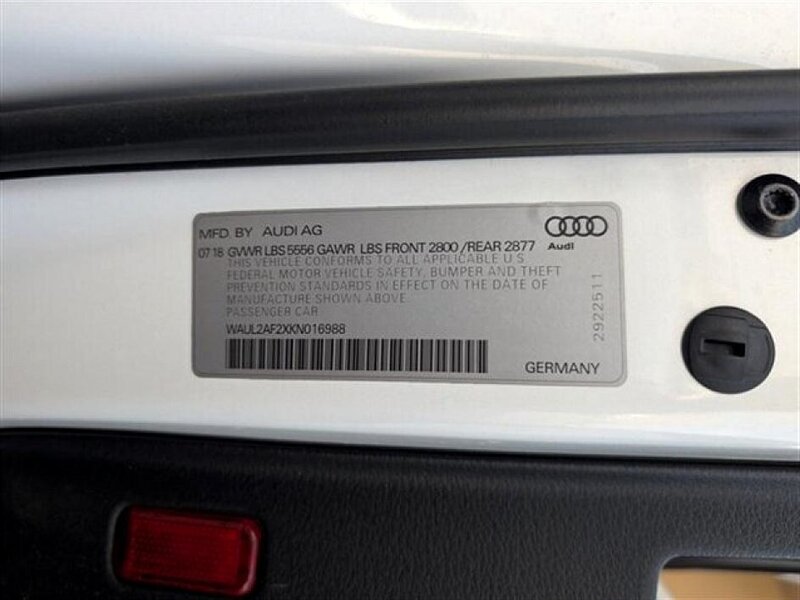 MFD BY AUDI AG
07 18 GVWR LBS 5556 GAWR LBS FRONT 2800 /REAR 2877
Audi
THIS VEHICLE CONFORMS TO ALL APPLICABLE U S
FEDERAL MOTOR VEHICLE SAFETY, BUMPER AND THEFT
PREVENTION STANDARDS IN EFFECT ON THE DATE OF
MANUFACTURE SHOWN ABOVE.
PASSENGER CAR
WAUL2AF2XKN016988
2922511
GERMANY